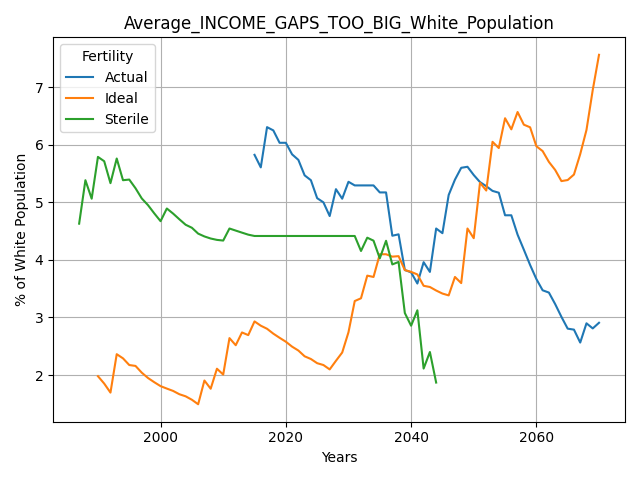 Average_INCOME_GAPS_TOO_BIG_White_Population
Fertility
Actual
Ideal
Sterile
% of White Population
7
6
5
4
3
2
2000 2020 2040 2060
Years